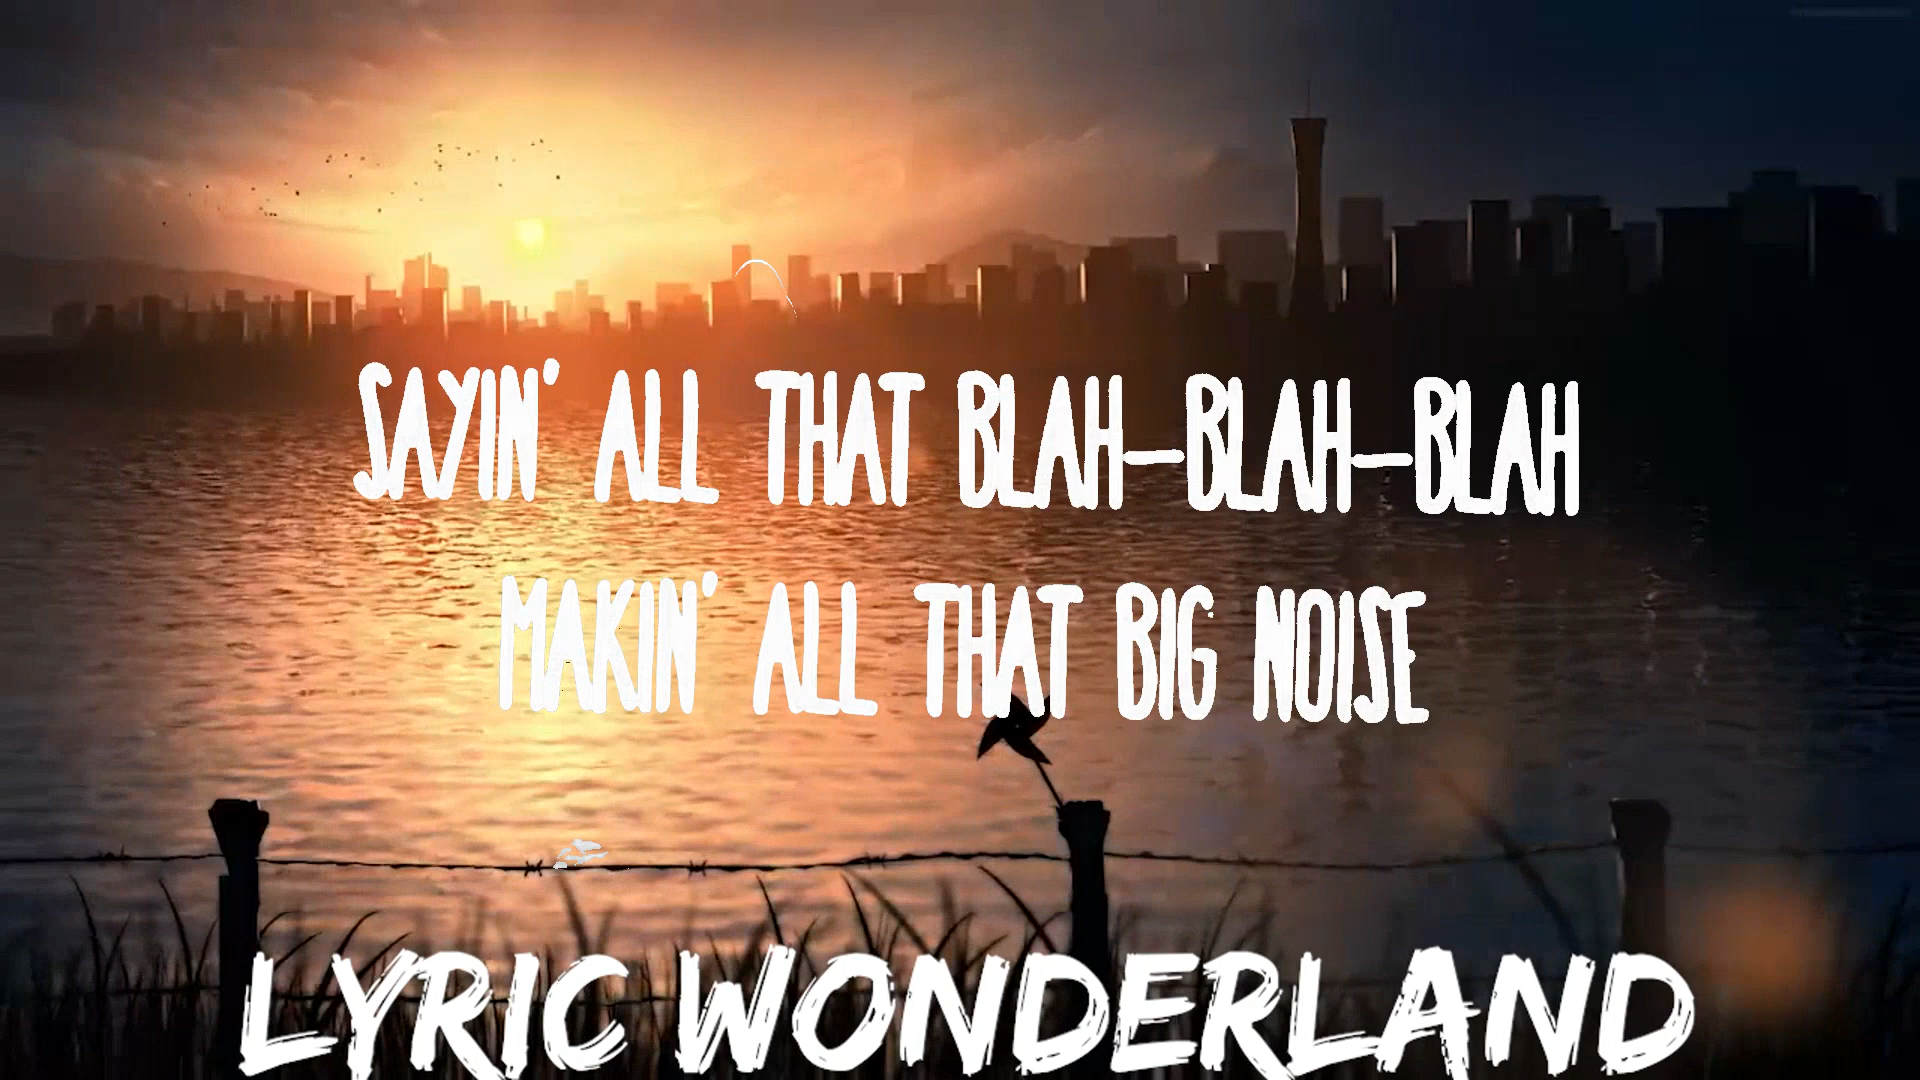 SAYIN' ALL THAT BLAH-BLAH-BLAH
MAKIN' ALL THAT BIG NOISE
LYRIC WONDERLAND